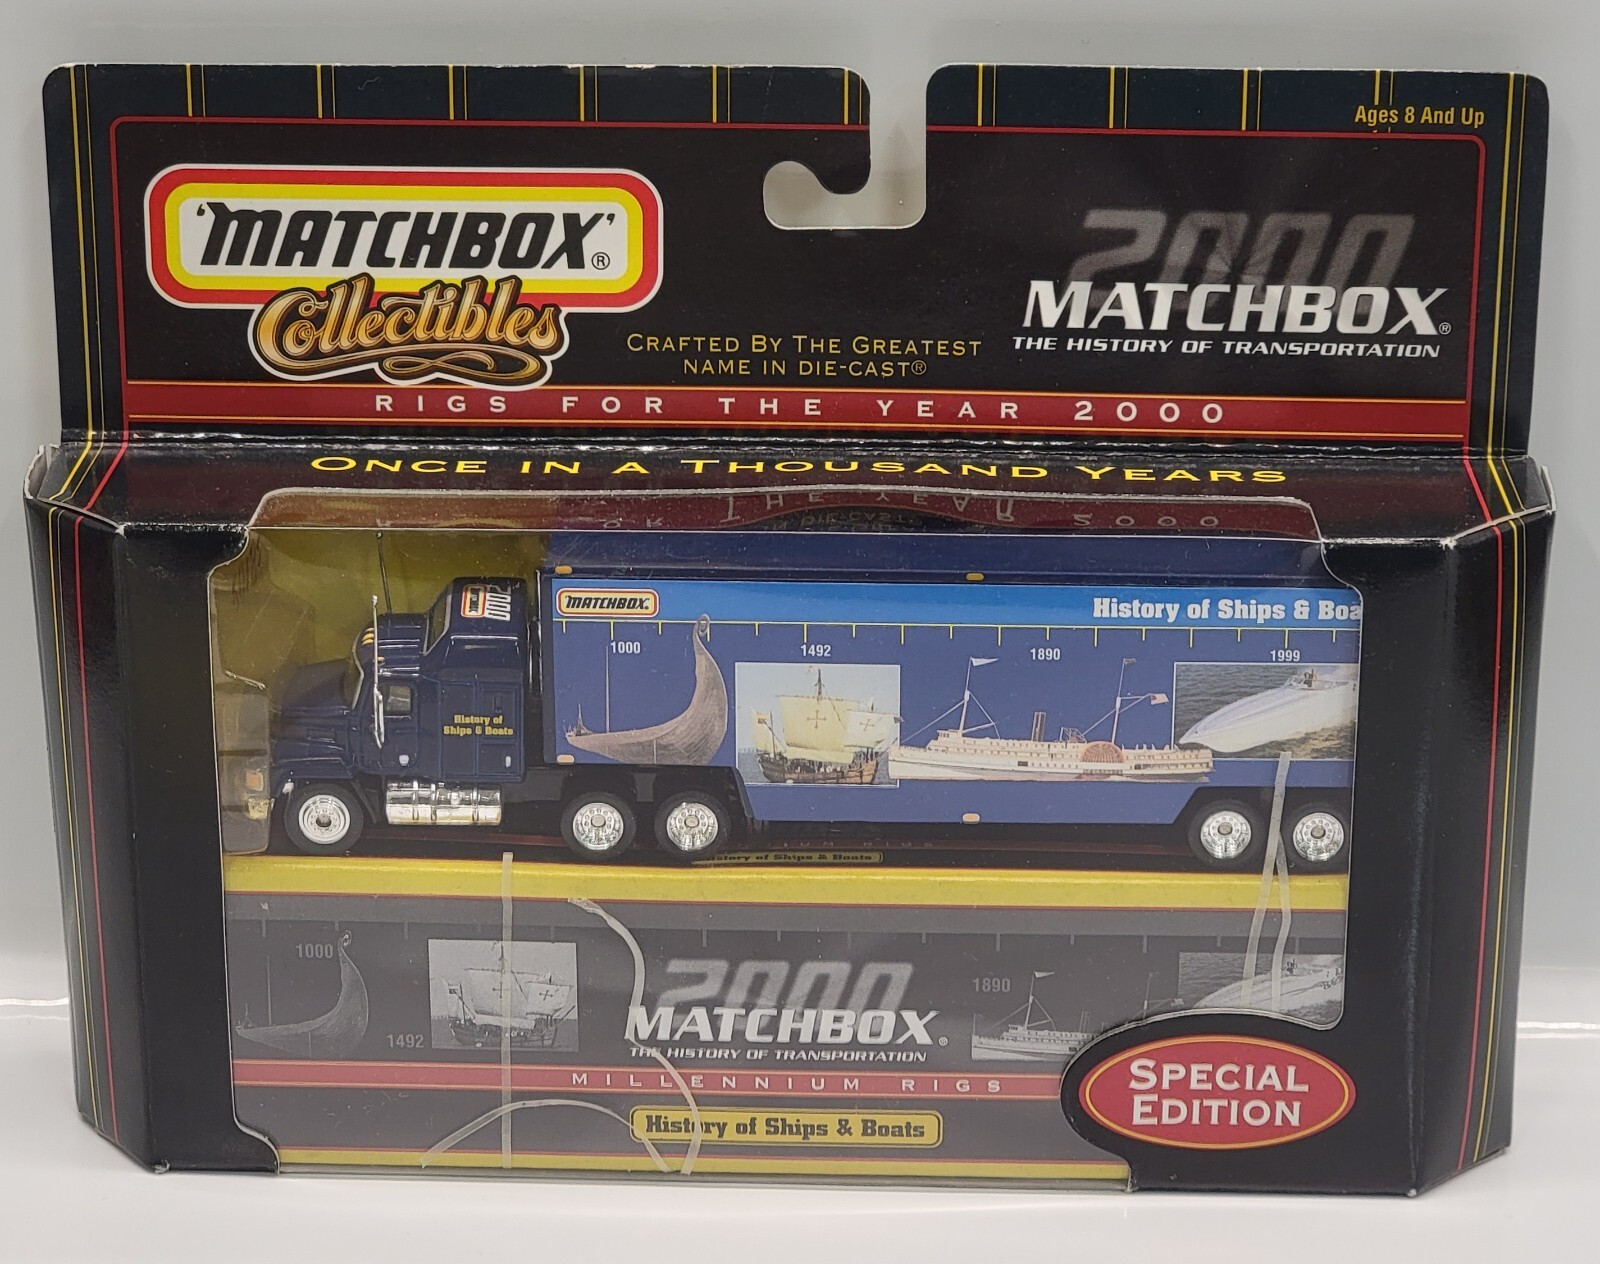 Ages 8 And Up
'MATCHBOX'®
Collectibles
2000
MATCHBOX®
THE HISTORY OF TRANSPORTATION
CRAFTED BY THE GREATEST
NAME IN DIE-CAST®
RIGS FOR THE YEAR 2000
ONCE IN A THOUSAND YEARS
MATCHBOX
2000
MATCHBOX
History of Ships & Boa
1000
1492
1890
1999
History of
Ships & Boats
History of Ships & Boats
1000
1492
2000
MATCHBOX®
THE HISTORY OF TRANSPORTATION
1890
MILLENNIUM RIGS
History of Ships & Boats
SPECIAL
EDITION